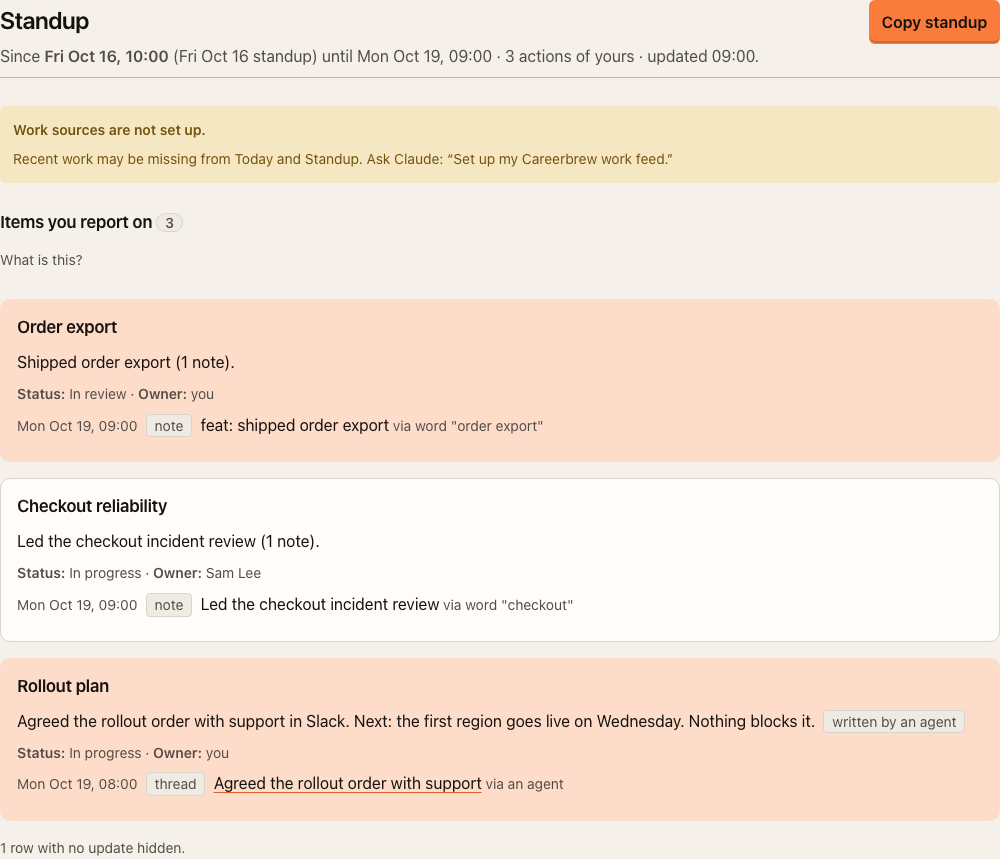 Standup
Copy standup
Since Fri Oct 16, 10:00 (Fri Oct 16 standup) until Mon Oct 19, 09:00 · 3 actions of yours · updated 09:00.
Work sources are not set up.
Recent work may be missing from Today and Standup. Ask Claude: “Set up my Careerbrew work feed.”
Items you report on 3
What is this?
Order export
Shipped order export (1 note).
Status: In review · Owner: you
Mon Oct 19, 09:00 note feat: shipped order export via word "order export"
Checkout reliability
Led the checkout incident review (1 note).
Status: In progress · Owner: Sam Lee
Mon Oct 19, 09:00 note Led the checkout incident review via word "checkout"
Rollout plan
Agreed the rollout order with support in Slack. Next: the first region goes live on Wednesday. Nothing blocks it. written by an agent
Status: In progress · Owner: you
Mon Oct 19, 08:00 thread Agreed the rollout order with support via an agent
1 row with no update hidden.